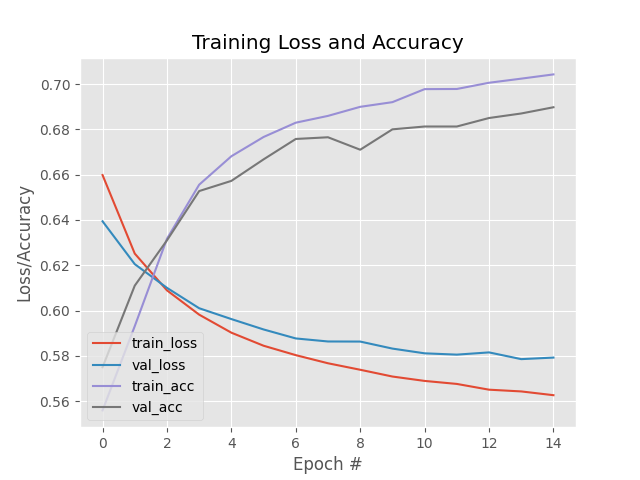 Training Loss and Accuracy
Loss/Accuracy
0.70
0.68
0.66
0.64
0.62
0.60
0.58
0.56
train_loss
val_loss
train_acc
val_acc
0 2 4 6 8 10 12 14
Epoch #